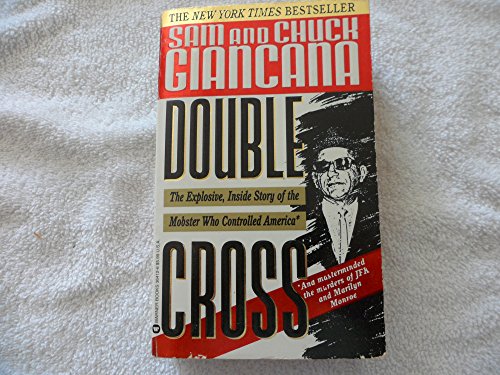 THE NEW YORK TIMES BESTSELLER
SAM AND CHUCK
GIANCANA
DOUBLE
The Explosive, Inside Story of the
Mobster Who Controlled America*
CROSS
*And masterminded
the murders of JFK
and Marilyn
Monroe